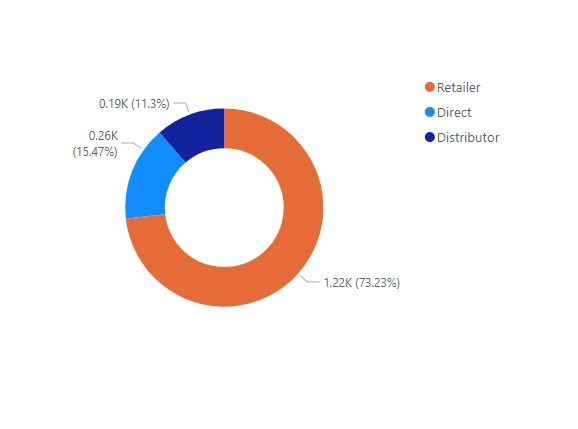 Retailer
Direct
Distributor
0.19K (11.3%)
0.26K
(15.47%)
1.22K (73.23%)